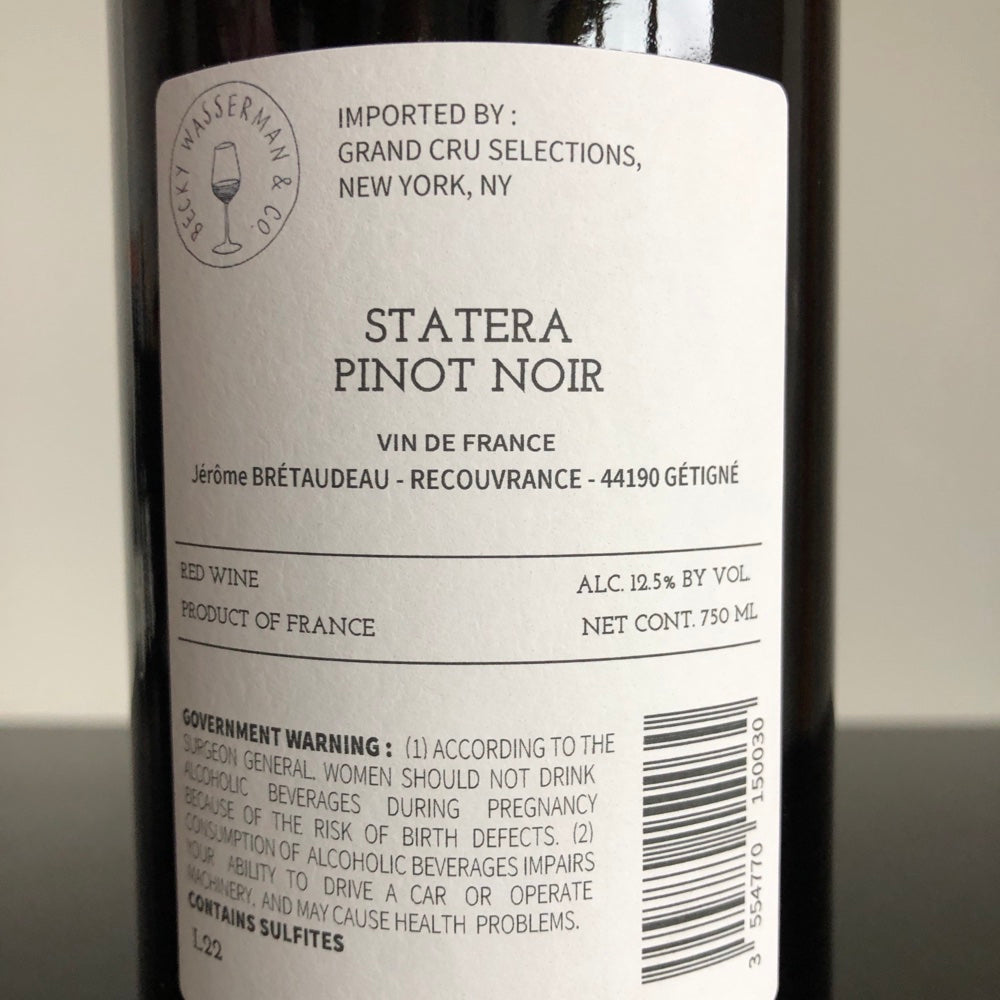 BECKY WASSERMAN & CO.
IMPORTED BY :
GRAND CRU SELECTIONS,
NEW YORK, NY
STATERA
PINOT NOIR
VIN DE FRANCE
Jérôme BRÉTAUDEAU - RECOUVRANCE - 44190 GÉTIGNÉ
RED WINE
ALC. 12.5% BY VOL.
PRODUCT OF FRANCE
NET CONT. 750 ML
GOVERNMENT WARNING : (1) ACCORDING TO THE
SURGEON GENERAL, WOMEN SHOULD NOT DRINK
ALCOHOLIC BEVERAGES DURING PREGNANCY
BECAUSE OF THE RISK OF BIRTH DEFECTS. (2)
CONSUMPTION OF ALCOHOLIC BEVERAGES IMPAIRS
YOUR ABILITY TO DRIVE A CAR OR OPERATE
MACHINERY, AND MAY CAUSE HEALTH PROBLEMS.
CONTAINS SULFITES
L22
3 554770 150030